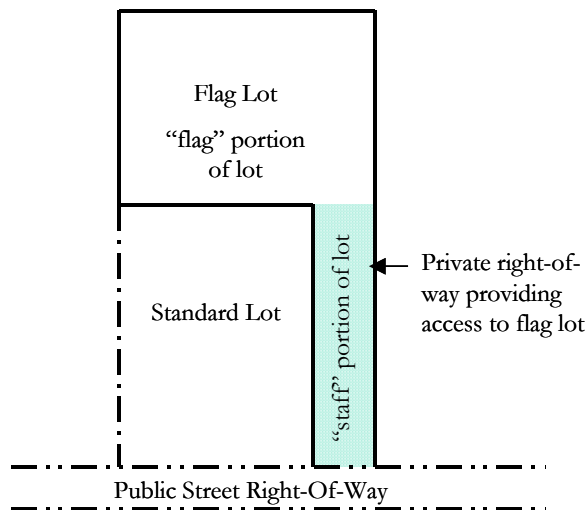 Flag Lot
“flag” portion
of lot
Standard Lot
“staff” portion of lot
Private right-of-
way providing
access to flag lot
Public Street Right-Of-Way